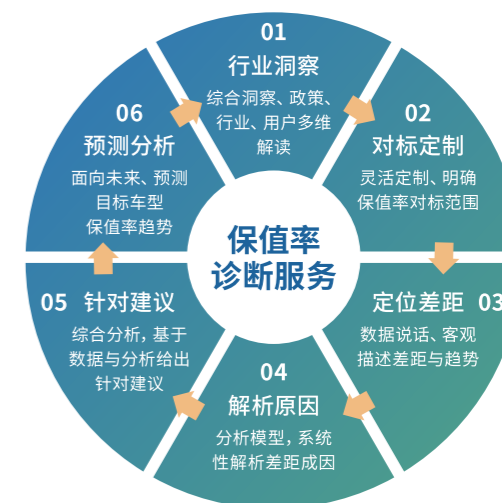 01
行业洞察
综合洞察、政策、
行业、用户多维
解读
02
对标定制
灵活定制、明确
保值率对标范围
定位差距 03
数据说话、客观
描述差距与趋势
04
解析原因
分析模型，系统
性解析差距成因
05 针对建议
综合分析，基于
数据与分析给出
针对建议
06
预测分析
面向未来、预测
目标车型
保值率趋势
保值率
诊断服务